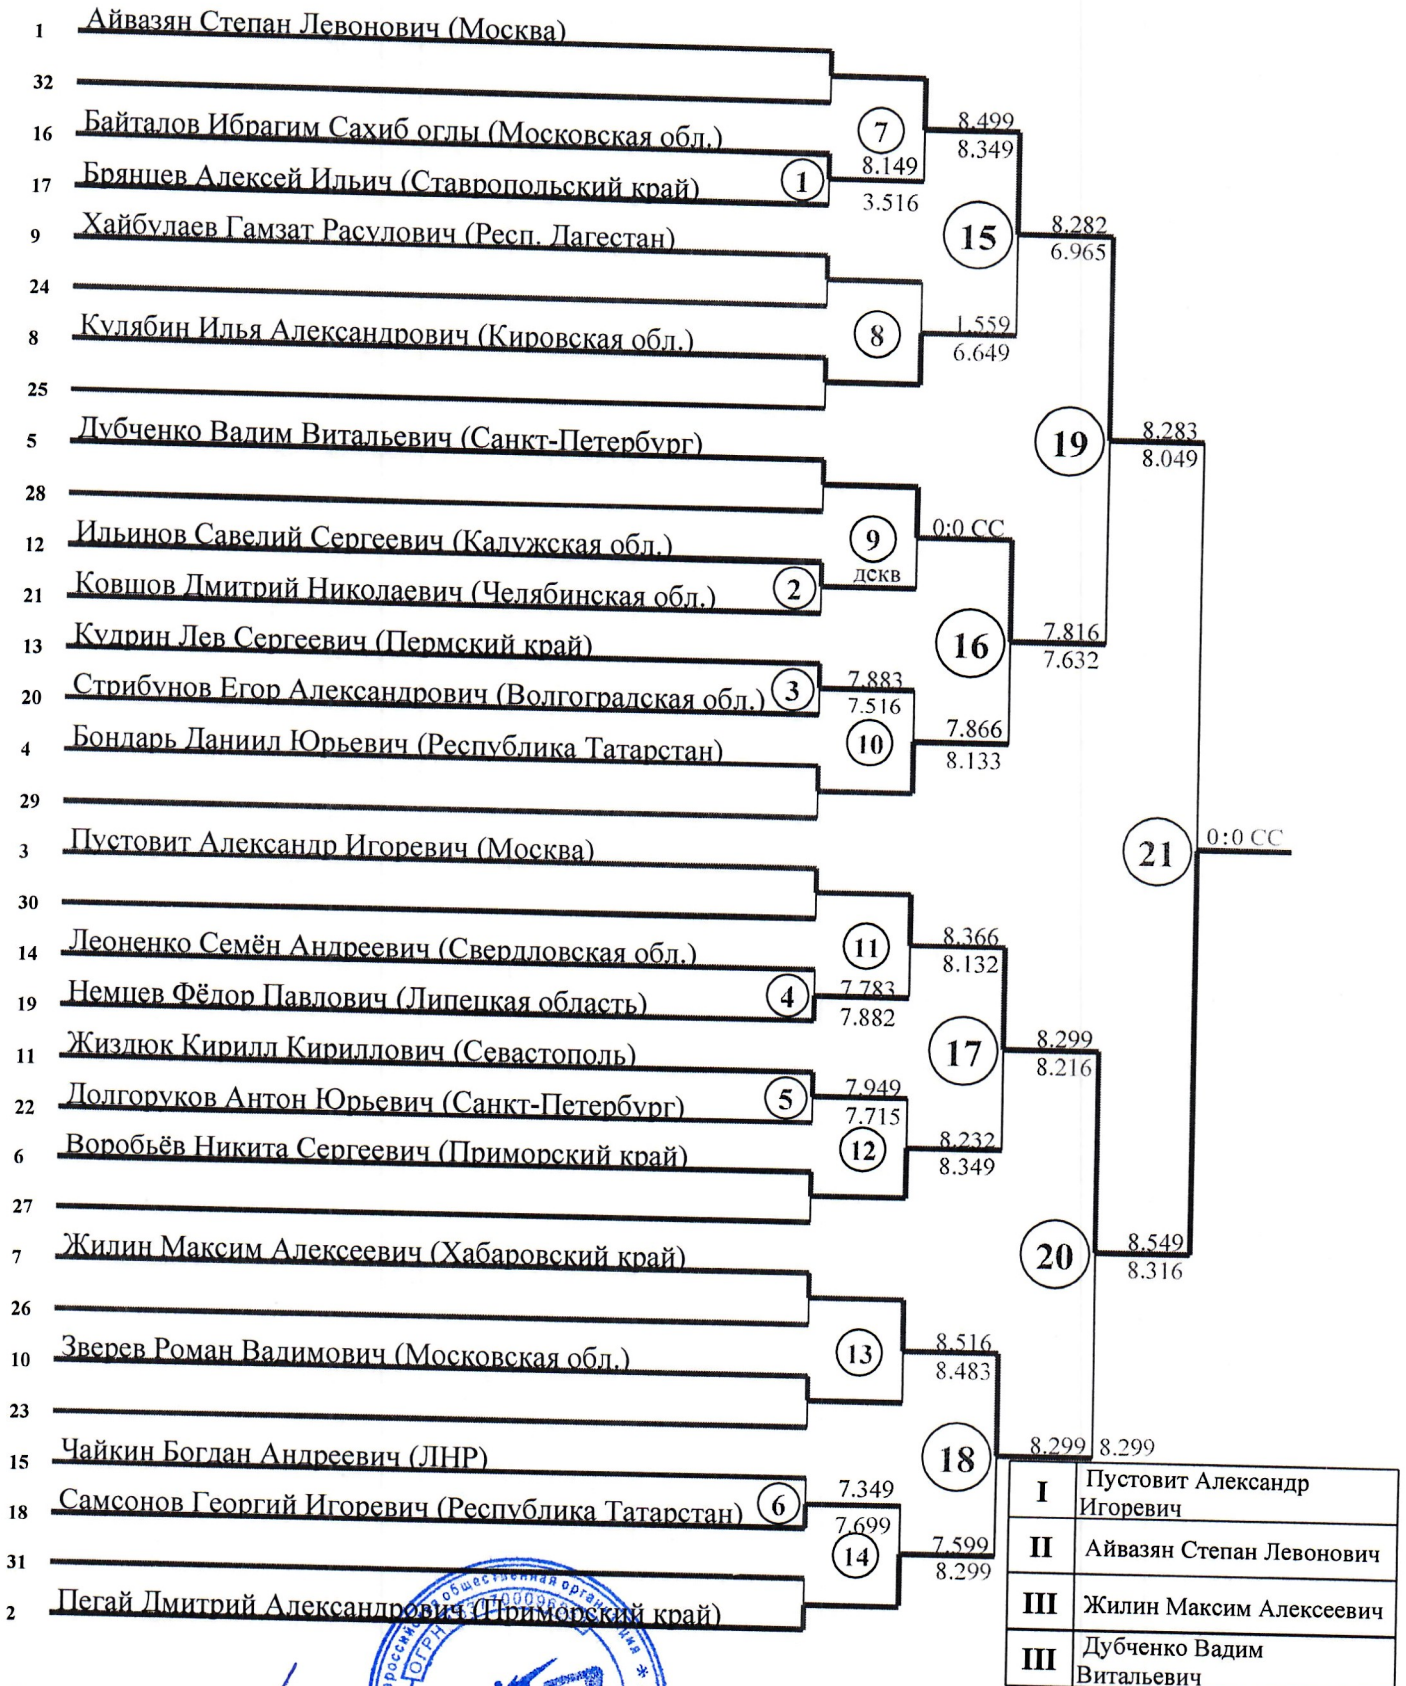 1 Айвазян Степан Левонович (Москва)
32
16 Байталов Ибрагим Сахиб оглы (Московская обл.)
17 Брянцев Алексей Ильич (Ставропольский край)
9 Хайбулаев Гамзат Расулович (Респ. Дагестан)
24
8 Кулябин Илья Александрович (Кировская обл.)
25
5 Дубченко Вадим Витальевич (Санкт-Петербург)
28
12 Ильинов Савелий Сергеевич (Калужская обл.)
21 Ковшов Дмитрий Николаевич (Челябинская обл.)
13 Кудрин Лев Сергеевич (Пермский край)
20 Стрибунов Егор Александрович (Волгоградская обл.)
4 Бондарь Даниил Юрьевич (Республика Татарстан)
29
3 Пустовит Александр Игоревич (Москва)
30
14 Леоненко Семён Андреевич (Свердловская обл.)
19 Немцев Фёдор Павлович (Липецкая область)
11 Жиздюк Кирилл Кириллович (Севастополь)
22 Долгоруков Антон Юрьевич (Санкт-Петербург)
6 Воробьёв Никита Сергеевич (Приморский край)
27
7 Жилин Максим Алексеевич (Хабаровский край)
26
10 Зверев Роман Вадимович (Московская обл.)
23
15 Чайкин Богдан Андреевич (ЛНР)
18 Самсонов Георгий Игоревич (Республика Татарстан)
31
2 Пегай Дмитрий Александрович (Приморский край)
1
8.149
3.516
2
дскв
3
7.883
7.516
4
7.783
7.882
5
7.949
7.715
6
7.349
7.699
7
8.499
8.349
8
1.559
6.649
9
0:0 СС
10
7.866
8.133
11
8.366
8.132
12
8.232
8.349
13
8.516
8.483
14
7.599
8.299
15
8.282
6.965
16
7.816
7.632
17
8.299
8.216
18
8.299 8.299
19
8.283
8.049
20
8.549
8.316
21
0:0 СС
I Пустовит Александр
Игоревич
II Айвазян Степан Левонович
III Жилин Максим Алексеевич
III Дубченко Вадим
Витальевич
общественная организация *
ОГРН